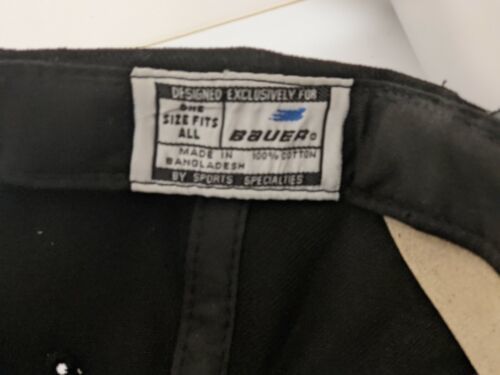 DESIGNED EXCLUSIVELY FOR
ONE
SIZE FITS
ALL
BAUER
MADE IN
BANGLADESH
100% COTTON
BY SPORTS SPECIALTIES